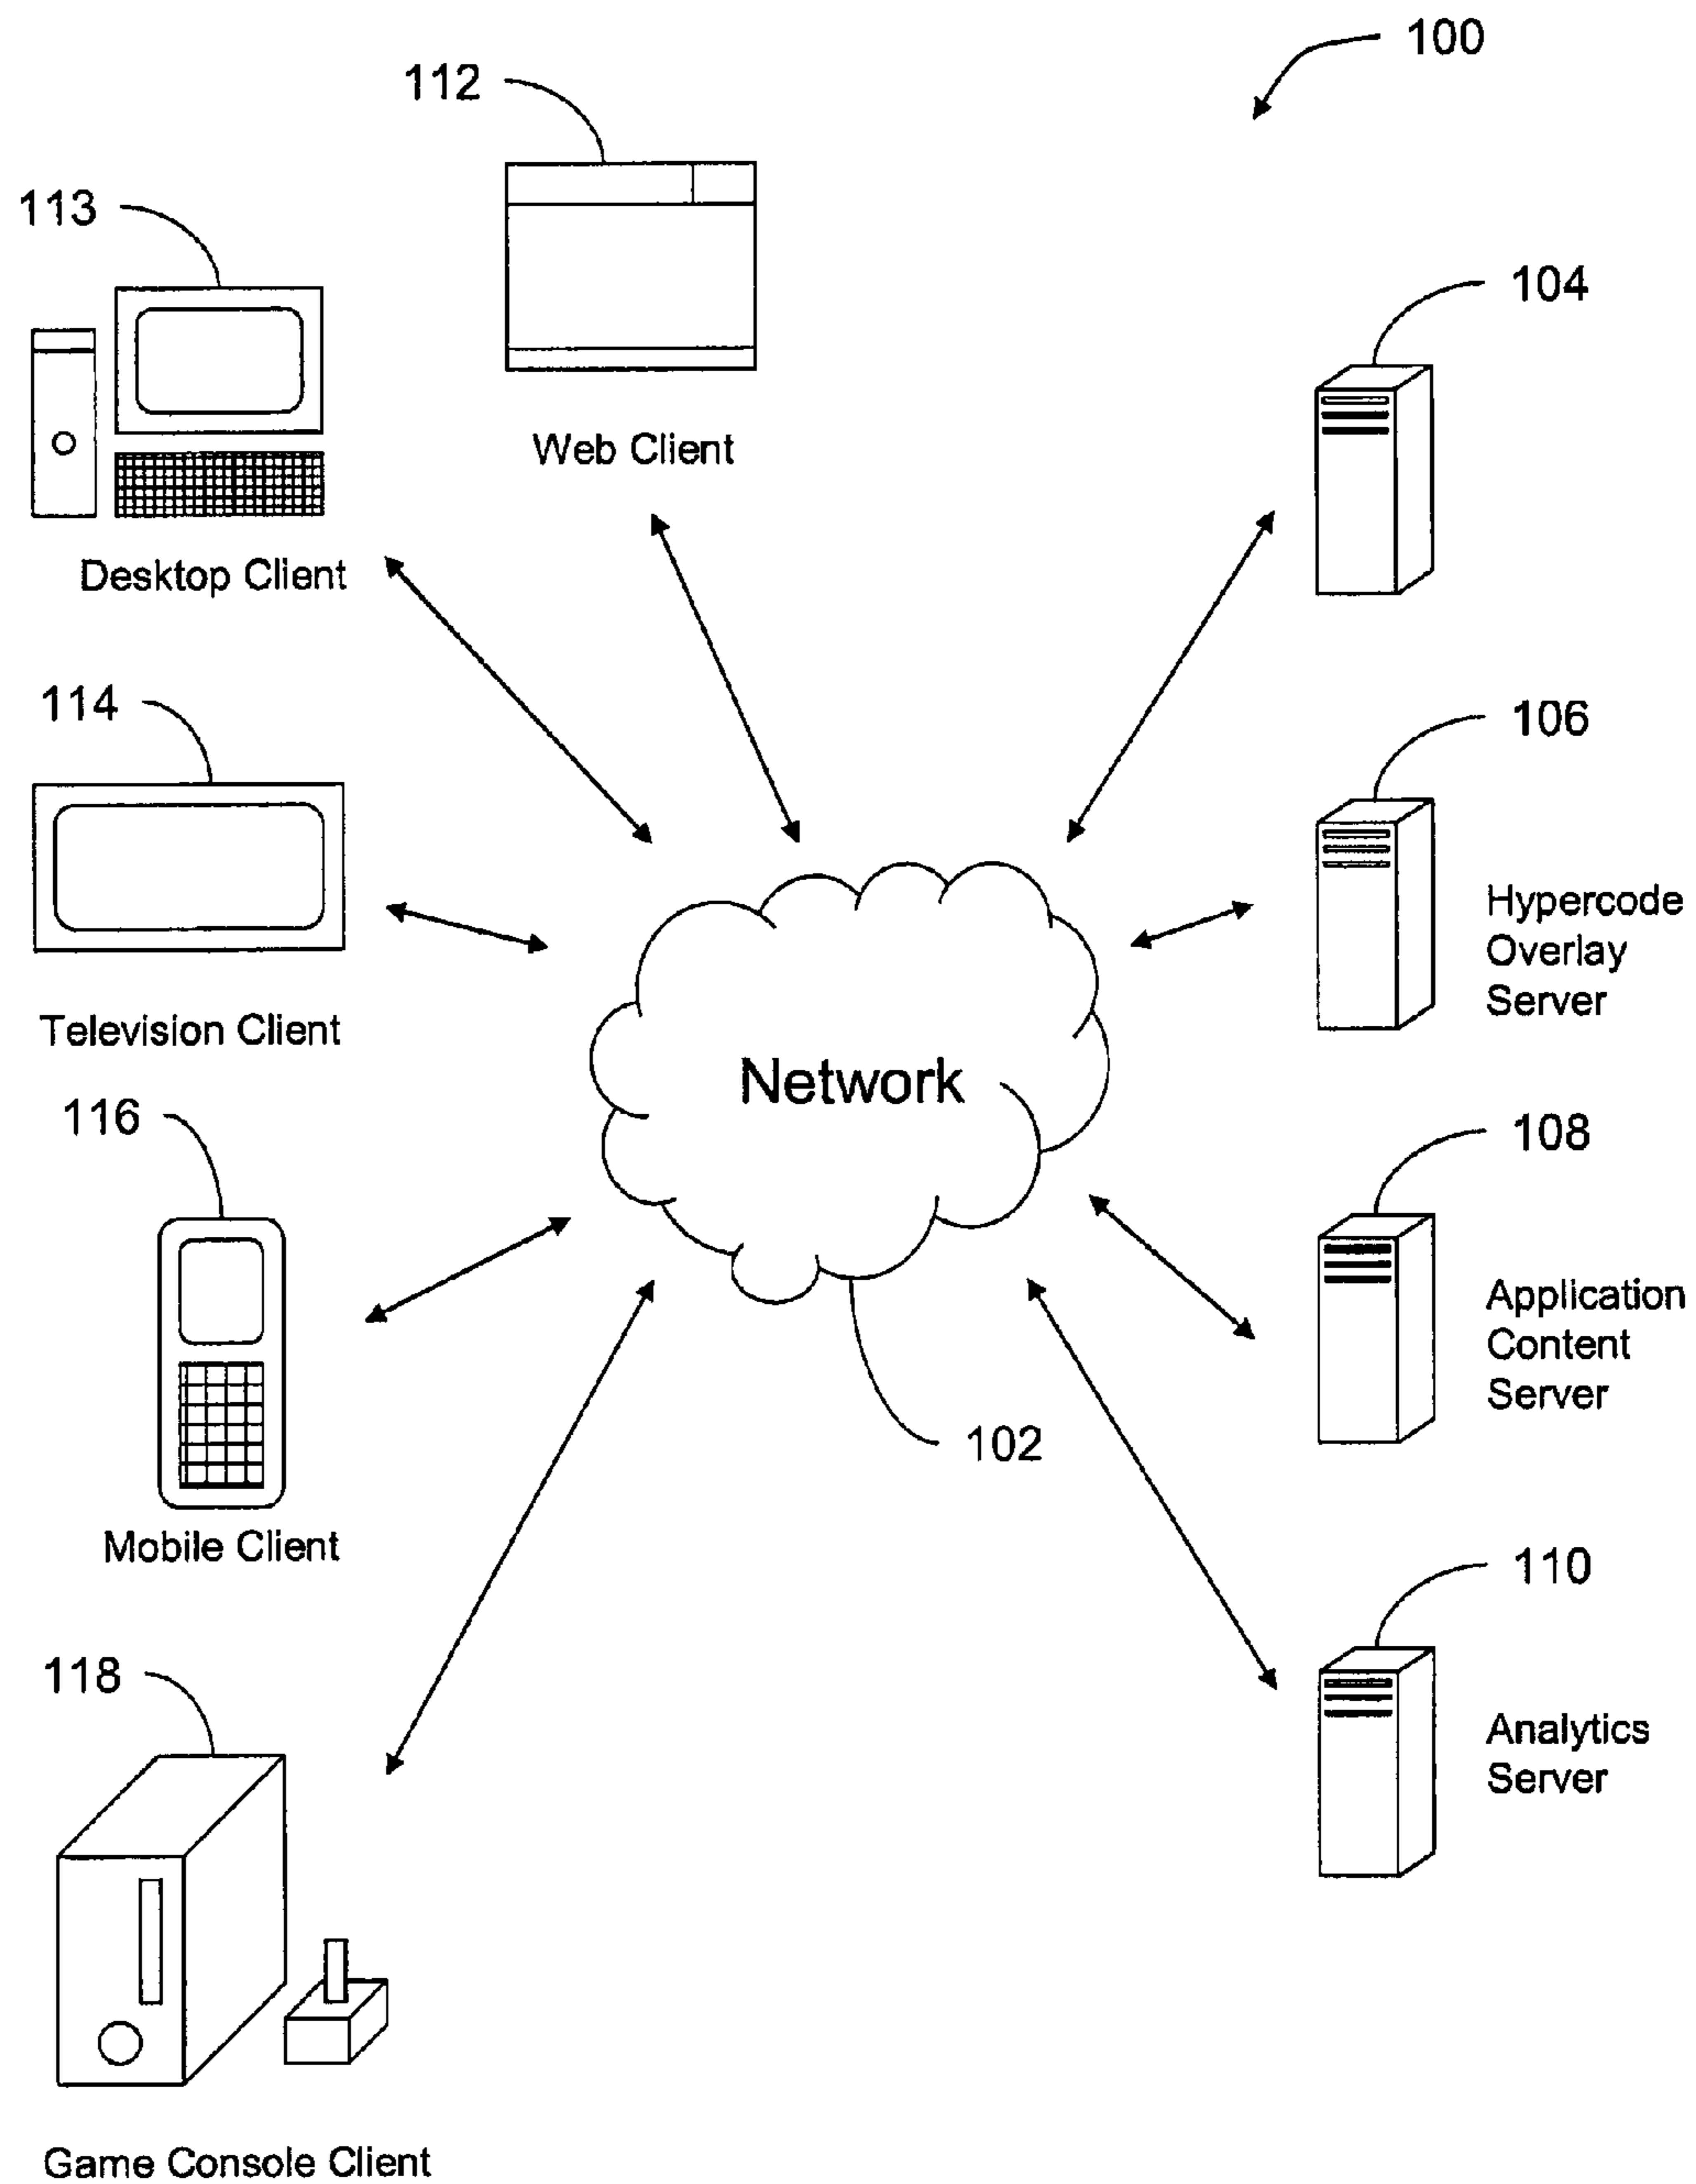 100
112
113
104
Web Client
Desktop Client
114
106
Hypercode
Overlay
Server
Television Client
Network
116
108
Application
Content
Server
102
Mobile Client
110
118
Analytics
Server
Game Console Client